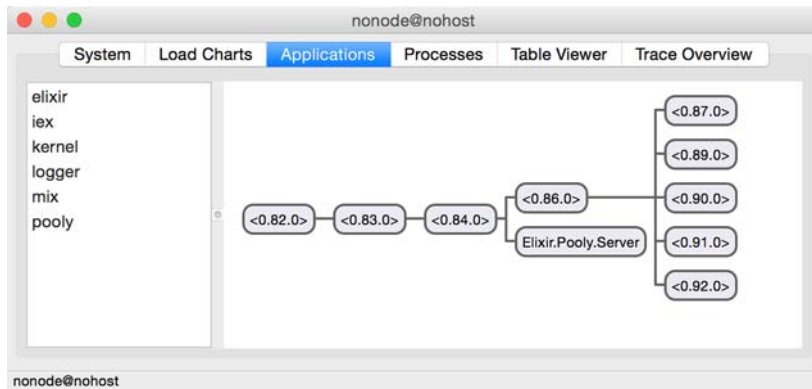 nonode@nohost
System Load Charts Applications Processes Table Viewer Trace Overview
elixir
iex
kernel
logger
mix
pooly
<0.82.0>
<0.83.0>
<0.84.0>
<0.86.0>
Elixir.Pooly.Server
<0.87.0>
<0.89.0>
<0.90.0>
<0.91.0>
<0.92.0>
nonode@nohost